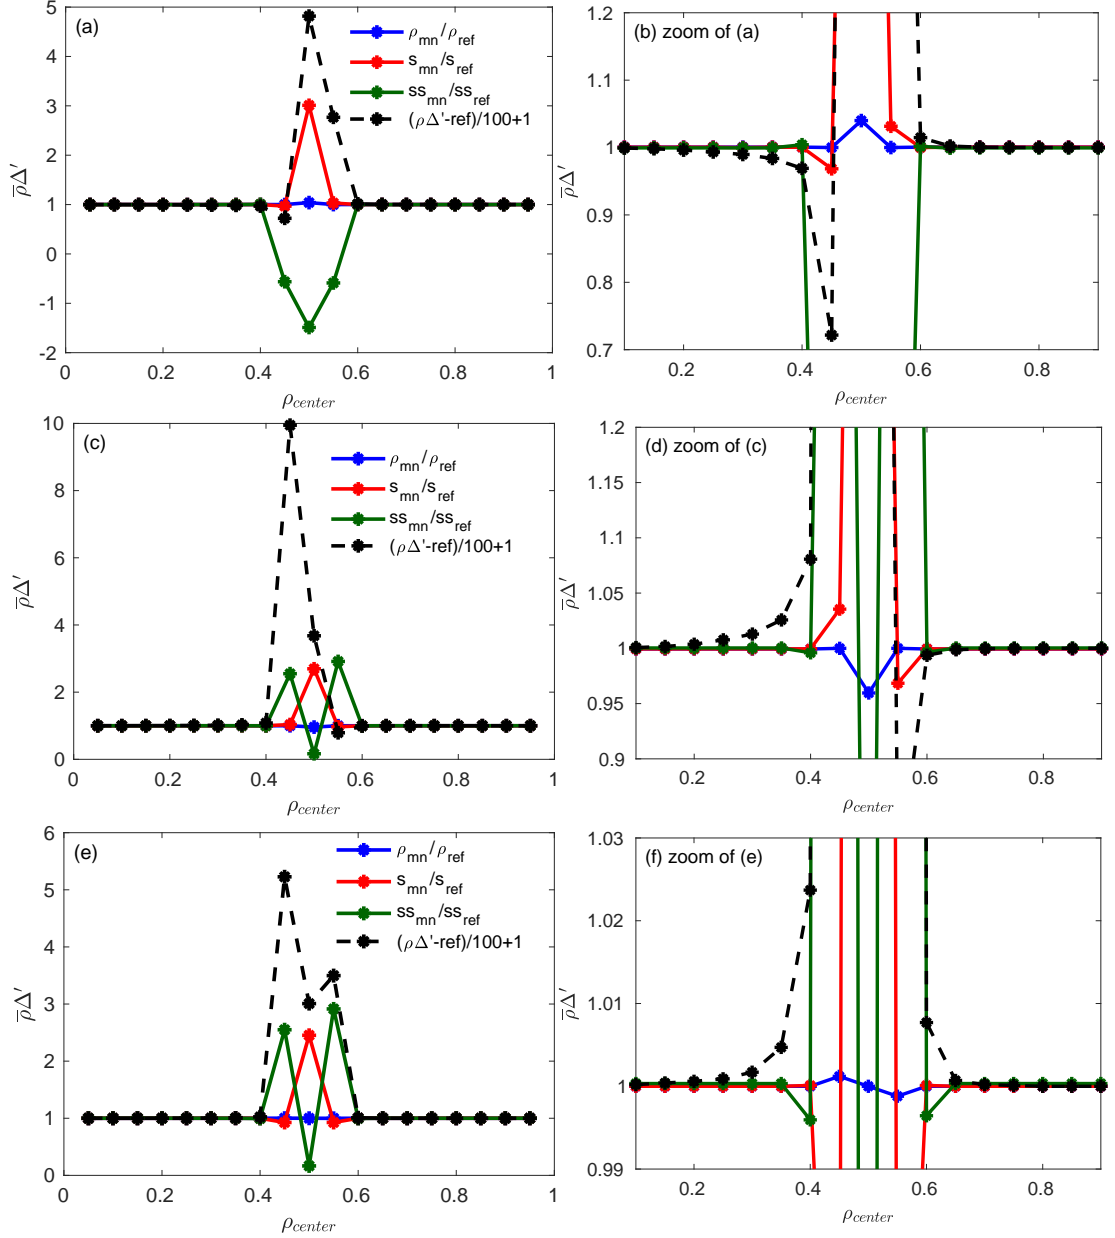 (a)
ρmn/ρref
smn/sref
ssmn/ssref
(ρΔ'-ref)/100+1
5
4
3
2
1
0
-1
-2
0 0.2 0.4 0.6 0.8 1
ρ̅Δ′
ρcenter
(b) zoom of (a)
1.2
1.1
1
0.9
0.8
0.7
0.2 0.4 0.6 0.8
ρ̅Δ′
ρcenter
(c)
ρmn/ρref
smn/sref
ssmn/ssref
(ρΔ'-ref)/100+1
10
8
6
4
2
0
0 0.2 0.4 0.6 0.8 1
ρ̅Δ′
ρcenter
(d) zoom of (c)
1.2
1.15
1.1
1.05
1
0.95
0.9
0.2 0.4 0.6 0.8
ρ̅Δ′
ρcenter
(e)
ρmn/ρref
smn/sref
ssmn/ssref
(ρΔ'-ref)/100+1
6
5
4
3
2
1
0
0 0.2 0.4 0.6 0.8 1
ρ̅Δ′
ρcenter
(f) zoom of (e)
1.03
1.02
1.01
1
0.99
0.2 0.4 0.6 0.8
ρ̅Δ′
ρcenter